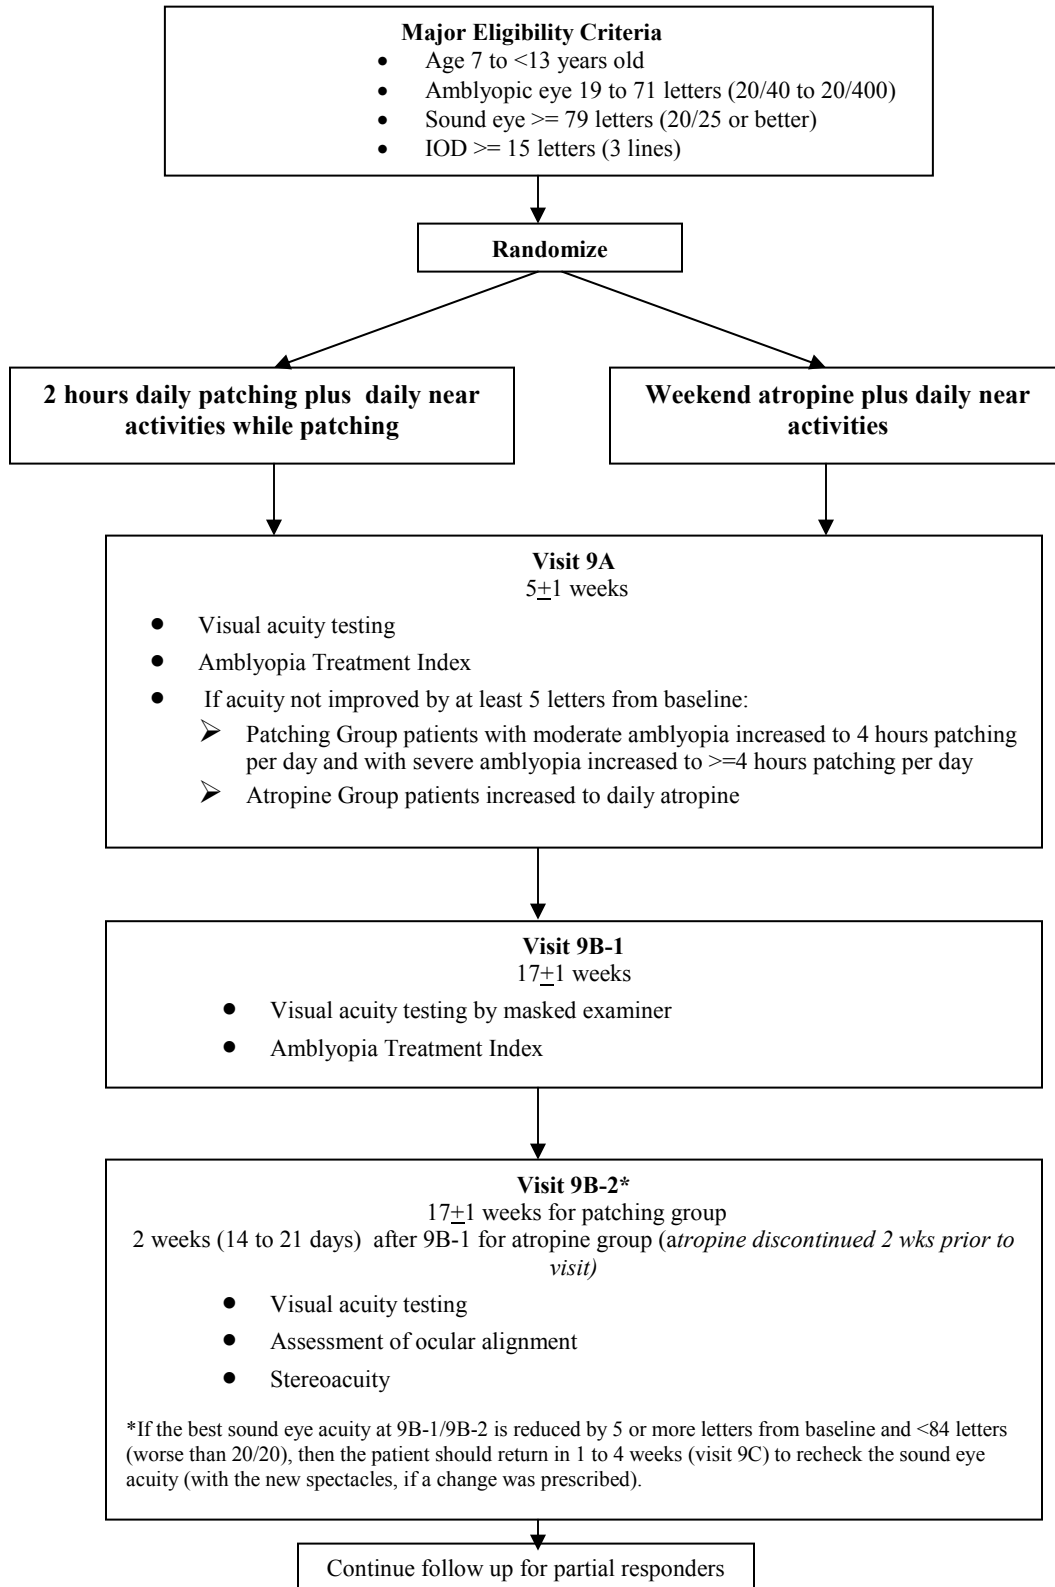 Major Eligibility Criteria
• Age 7 to <13 years old
• Amblyopic eye 19 to 71 letters (20/40 to 20/400)
• Sound eye >= 79 letters (20/25 or better)
• IOD >= 15 letters (3 lines)
Randomize
2 hours daily patching plus daily near
activities while patching
Weekend atropine plus daily near
activities
Visit 9A
5±1 weeks
• Visual acuity testing
• Amblyopia Treatment Index
• If acuity not improved by at least 5 letters from baseline:
➢ Patching Group patients with moderate amblyopia increased to 4 hours patching
per day and with severe amblyopia increased to >=4 hours patching per day
➢ Atropine Group patients increased to daily atropine
Visit 9B-1
17±1 weeks
• Visual acuity testing by masked examiner
• Amblyopia Treatment Index
Visit 9B-2*
17±1 weeks for patching group
2 weeks (14 to 21 days) after 9B-1 for atropine group (atropine discontinued 2 wks prior to
visit)
• Visual acuity testing
• Assessment of ocular alignment
• Stereoacuity
*If the best sound eye acuity at 9B-1/9B-2 is reduced by 5 or more letters from baseline and <84 letters
(worse than 20/20), then the patient should return in 1 to 4 weeks (visit 9C) to recheck the sound eye
acuity (with the new spectacles, if a change was prescribed).
Continue follow up for partial responders